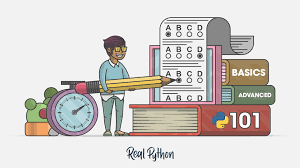 A B C D
A B C D
A B C D
A B C D
BASICS
ADVANCED
101
Real Python